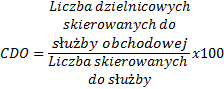 Liczba dzielnicowych
skierowanych do
służby obchodowej
CDO = x100
Liczba skierowanych
do służby